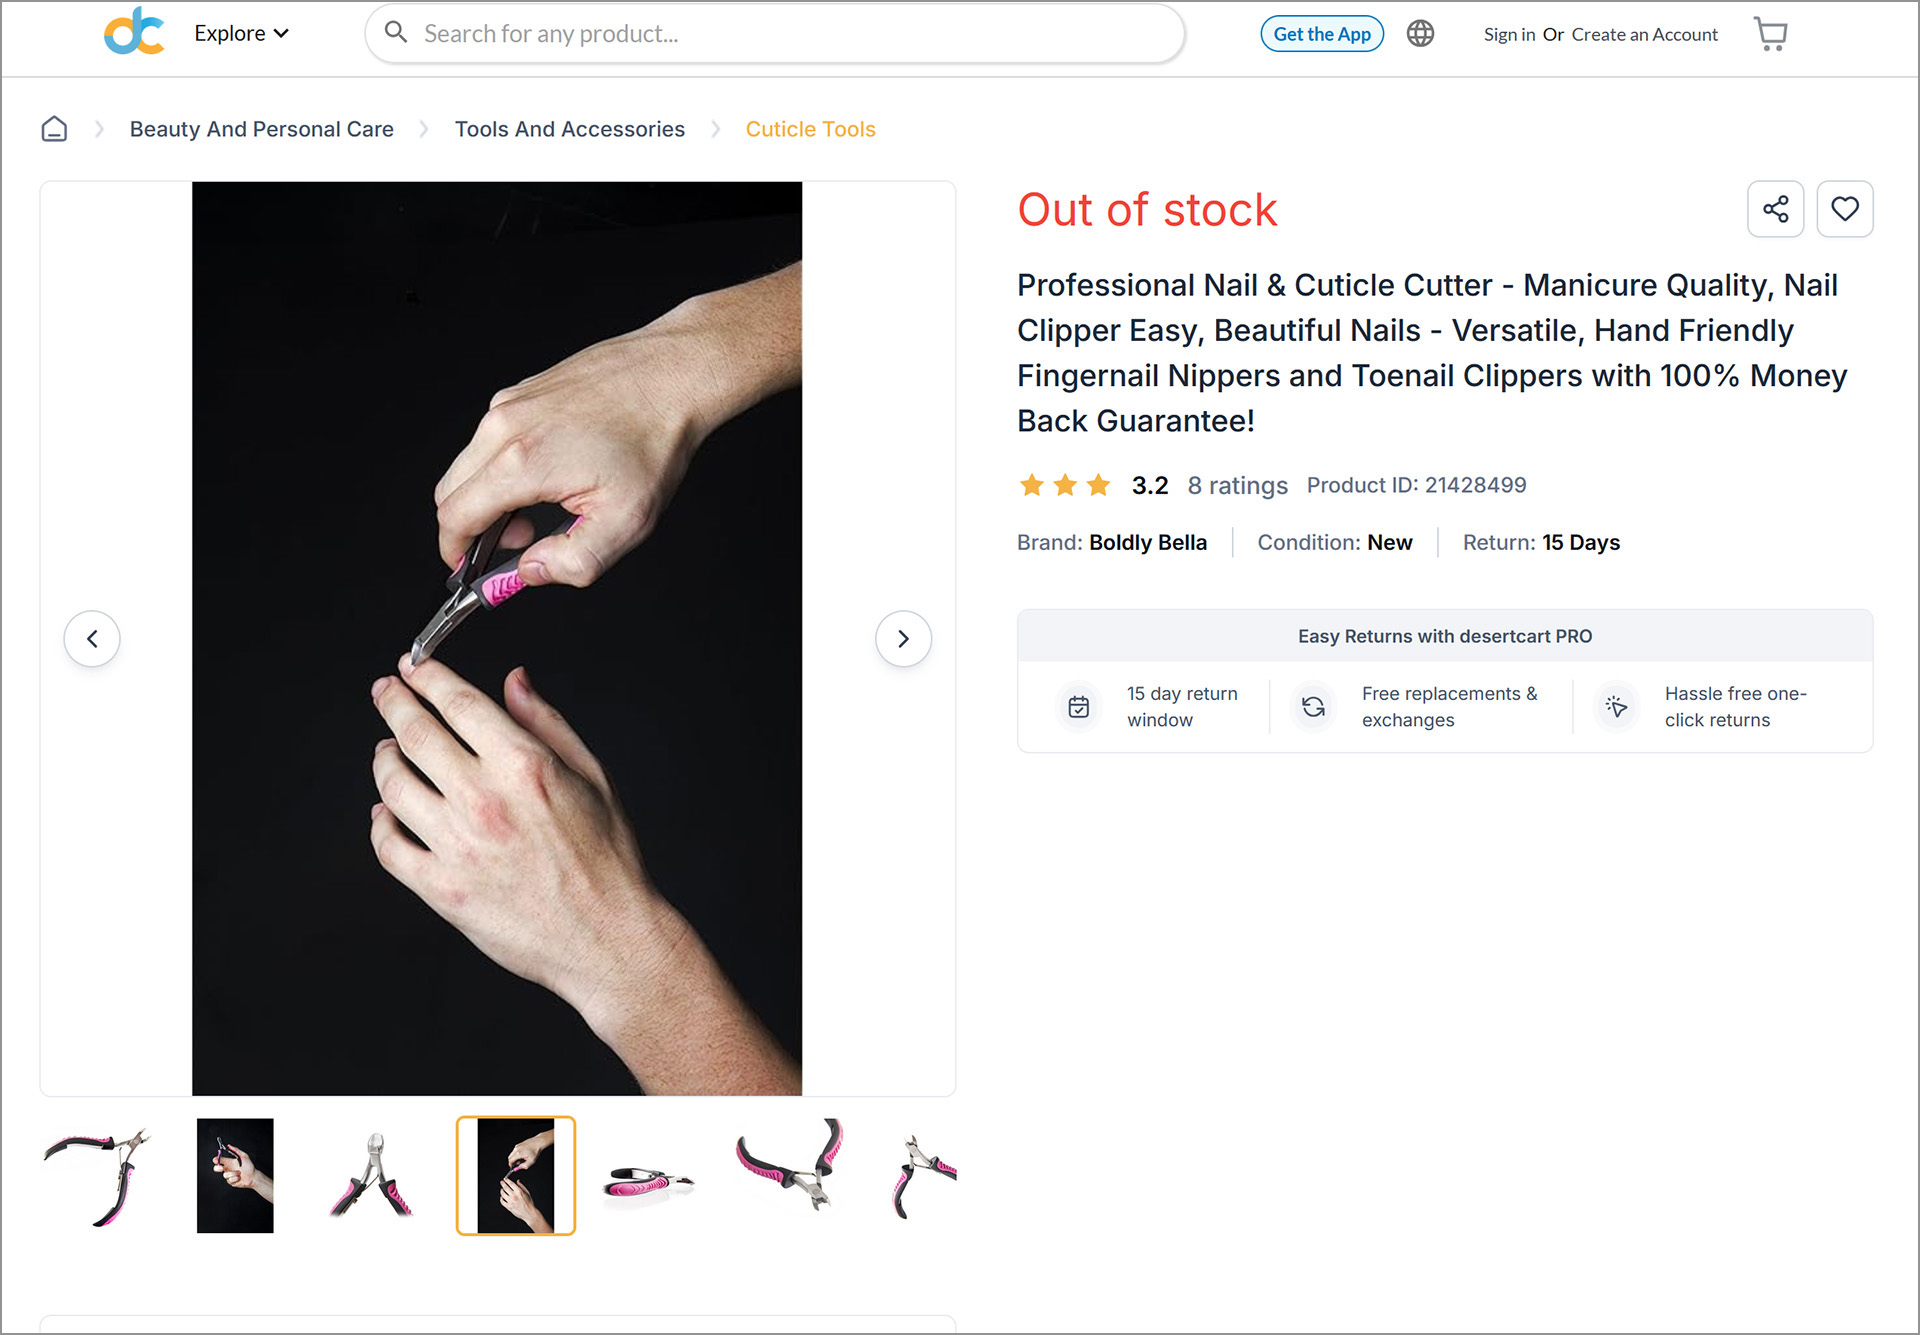 dc
Explore
Search for any product...
Get the App
Sign in Or Create an Account
Beauty And Personal Care
Tools And Accessories
Cuticle Tools
Out of stock
Professional Nail & Cuticle Cutter - Manicure Quality, Nail
Clipper Easy, Beautiful Nails - Versatile, Hand Friendly
Fingernail Nippers and Toenail Clippers with 100% Money
Back Guarantee!
3.2 8 ratings Product ID: 21428499
Brand: Boldly Bella Condition: New Return: 15 Days
Easy Returns with desertcart PRO
15 day return
window
Free replacements &
exchanges
Hassle free one-
click returns